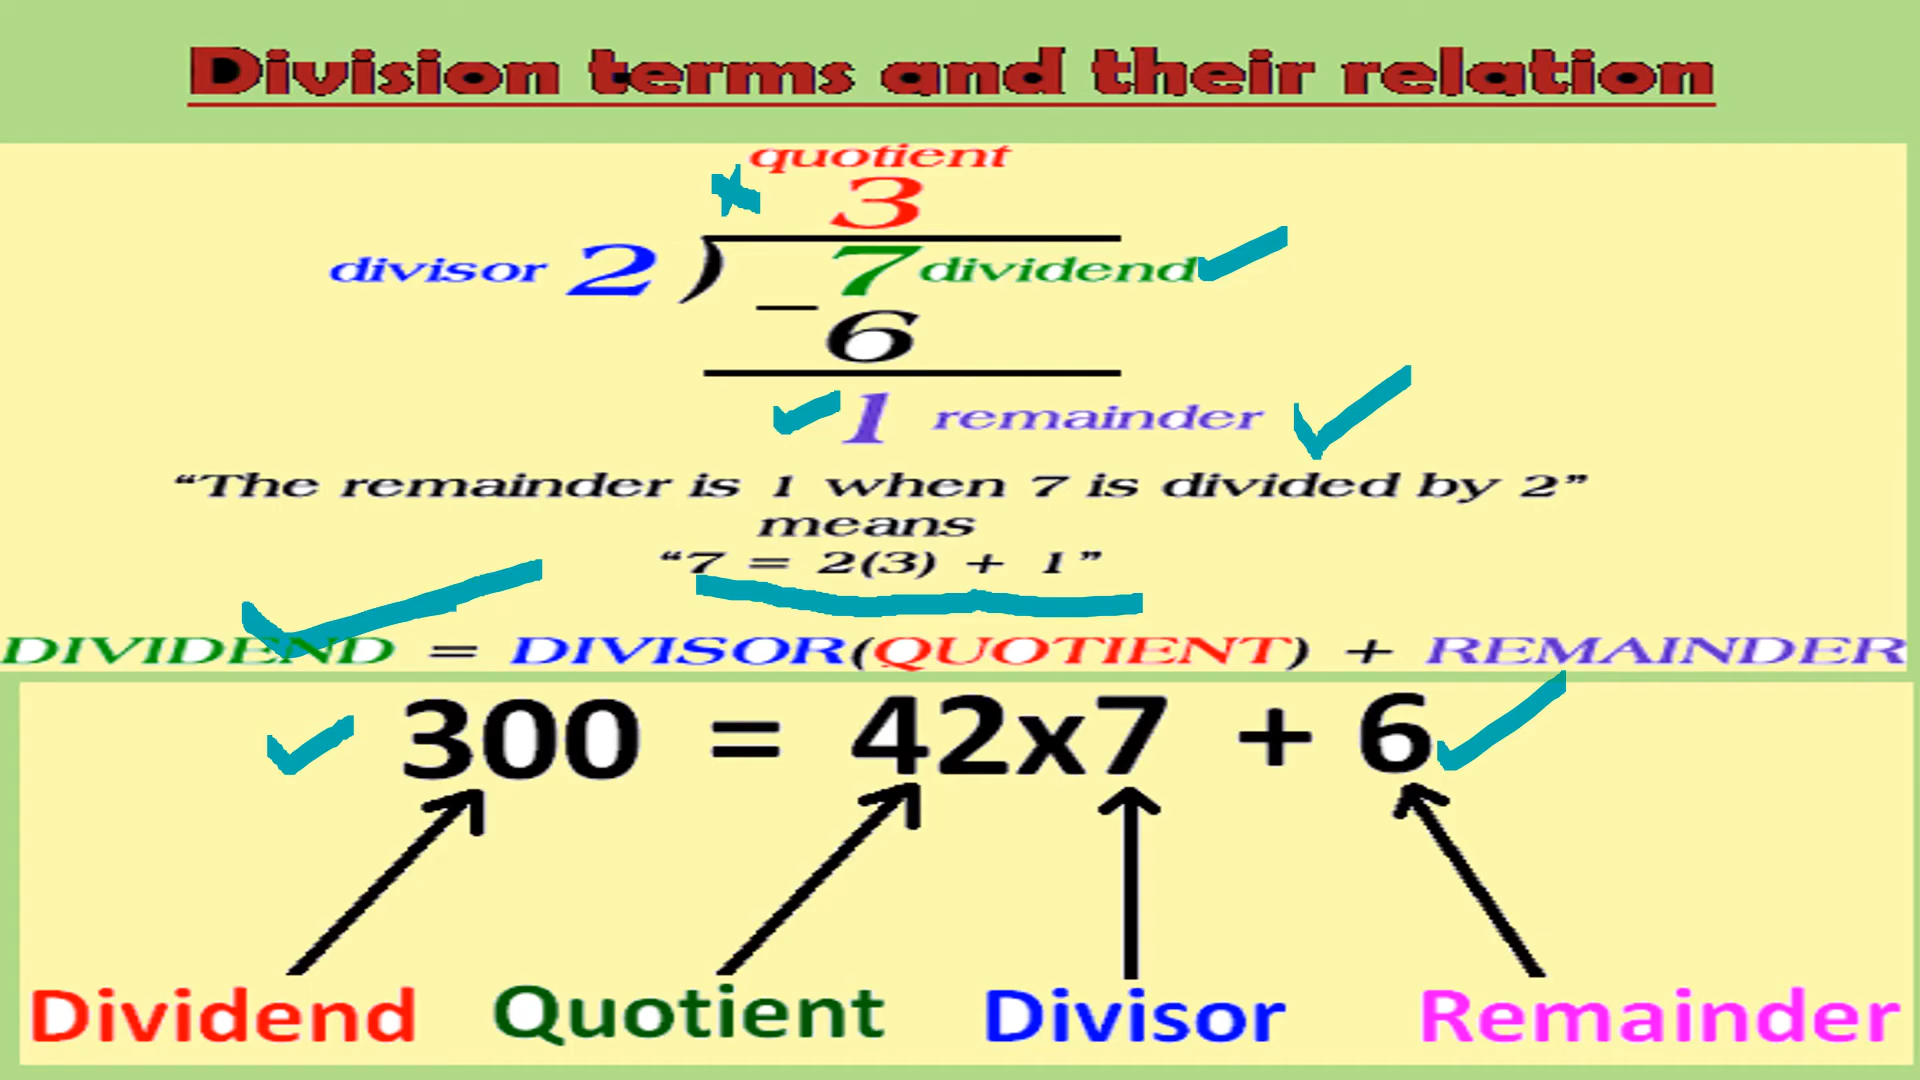 Division terms and their relation
quotient
3
divisor 2 ) 7 dividend
– 6
1 remainder
“The remainder is 1 when 7 is divided by 2”
means
“7 = 2(3) + 1”
DIVIDEND = DIVISOR(QUOTIENT) + REMAINDER
300 = 42x7 + 6
Dividend Quotient Divisor Remainder